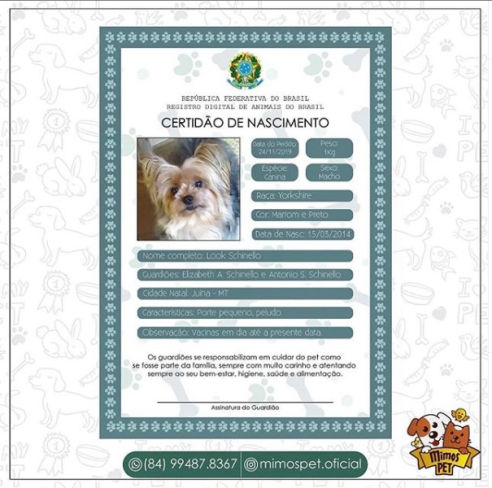 REPÚBLICA FEDERATIVA DO BRASIL
REGISTRO DIGITAL DE ANIMAIS DO BRASIL
CERTIDÃO DE NASCIMENTO
Data do Pedido: 24/11/2019
Peso: 1kg
Espécie: Canina
Sexo: Macho
Raça: Yorkshire
Cor: Marrom e Preto
Data de Nasc: 15/03/2014
Nome completo: Look Schinello
Guardiões: Elizabeth A. Schinello e Antonio S. Schinello
Cidade Natal: Juína - MT
Características: Porte pequeno, peludo
Observação: Vacinas em dia até a presente data.
Os guardiões se responsabilizam em cuidar do pet como
se fosse parte da família, sempre com muito carinho e atentando
sempre ao seu bem-estar, higiene, saúde e alimentação.
Assinatura do Guardião
(84) 99487.8367
@mimospet.oficial
Mimos
PET